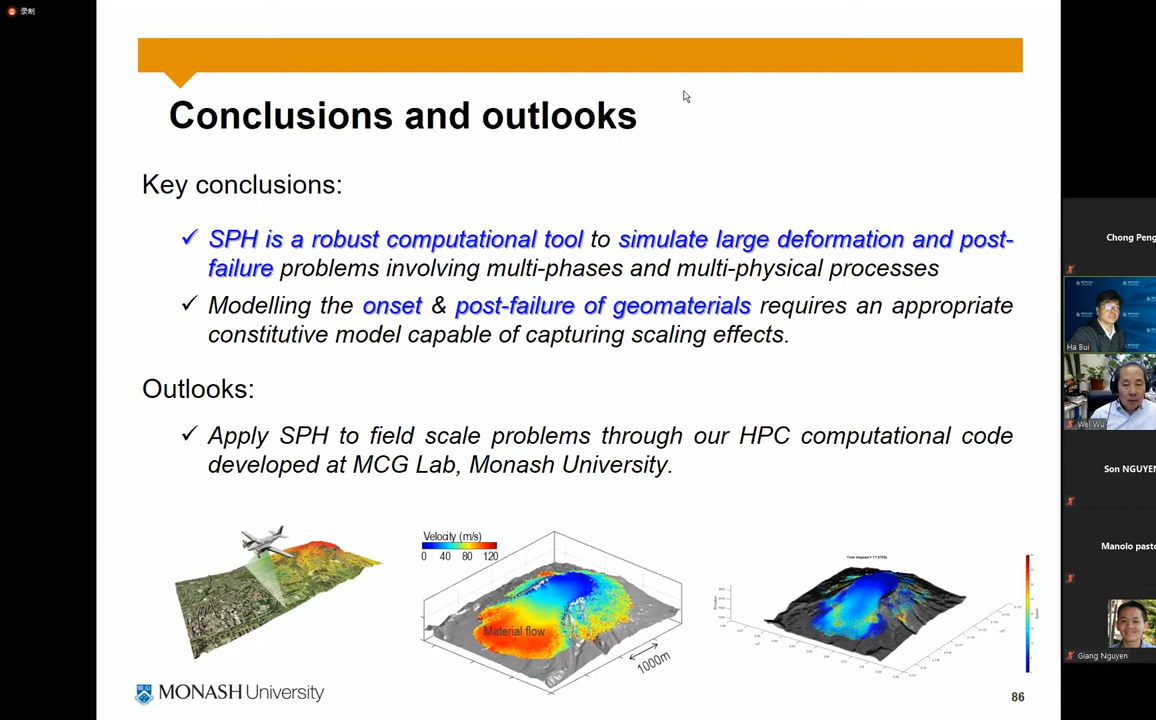 录制
Conclusions and outlooks
Key conclusions:
✓ SPH is a robust computational tool to simulate large deformation and post-
failure problems involving multi-phases and multi-physical processes
✓ Modelling the onset & post-failure of geomaterials requires an appropriate
constitutive model capable of capturing scaling effects.
Outlooks:
✓ Apply SPH to field scale problems through our HPC computational code
developed at MCG Lab, Monash University.
Velocity (m/s)
0 40 80 120
Material flow
1000m
MONASH University
86
Chong Peng
Ha Bui
Wei Wu
Son NGUYEN
Manolo pasto
Giang Nguyen